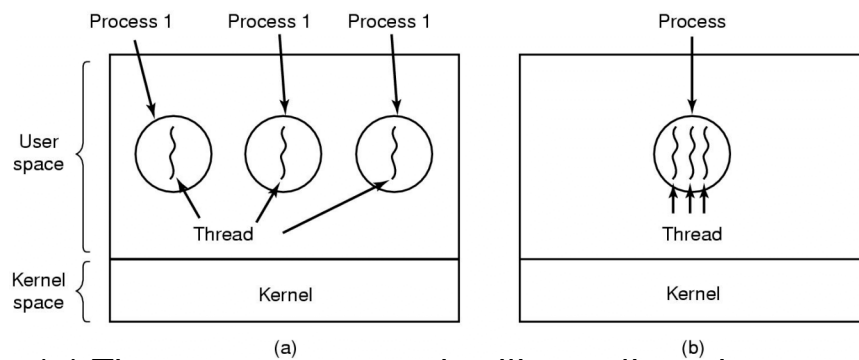 Process 1 Process 1 Process 1 Process
User
space
Thread Thread
Kernel
space
Kernel Kernel
(a) (b)